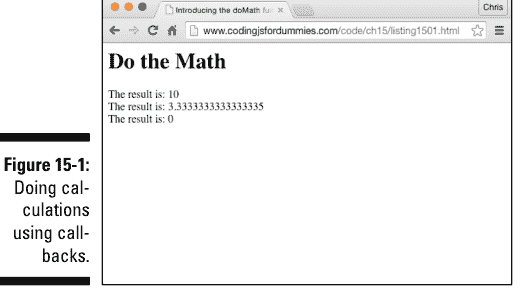 Introducing the doMath fu
Chris
www.codingjsfordummies.com/code/ch15/listing1501.html
Do the Math
The result is: 10
The result is: 3.3333333333333335
The result is: 0
Figure 15-1:
Doing cal-
culations
using call-
backs.